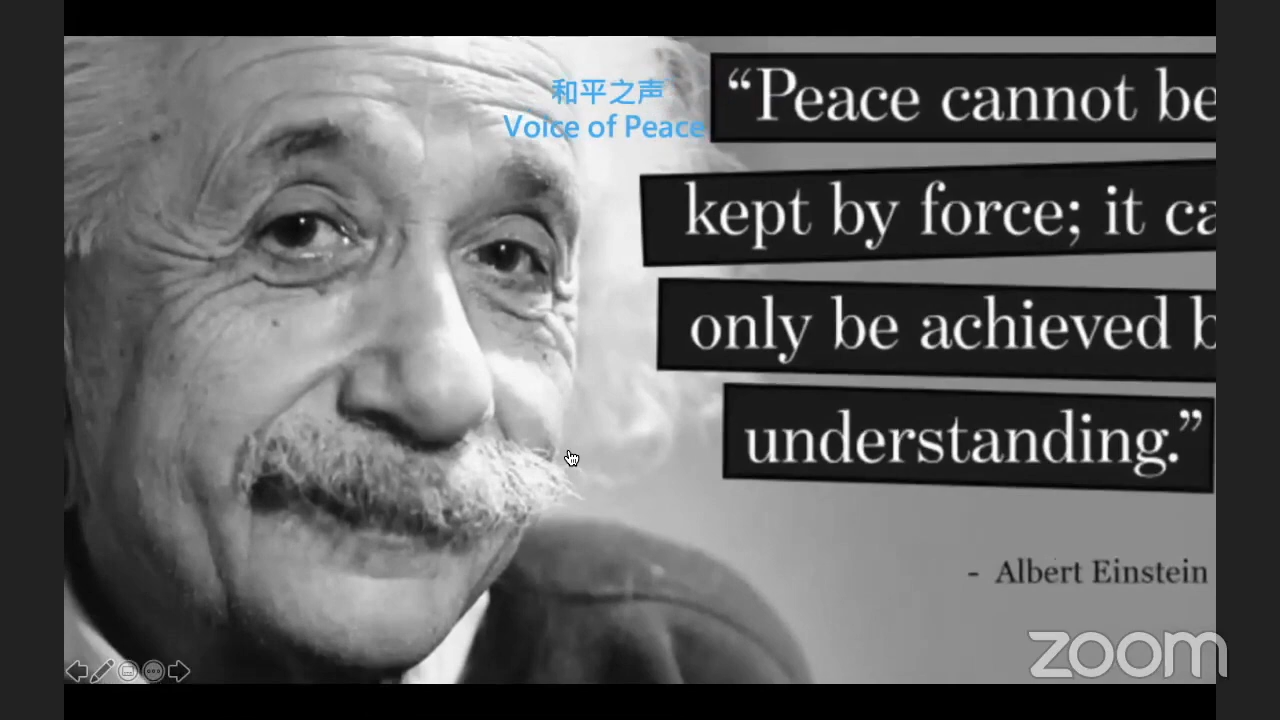 和平之声
Voice of Peace
“Peace cannot be
kept by force; it ca
only be achieved b
understanding.”
- Albert Einstein
zoom